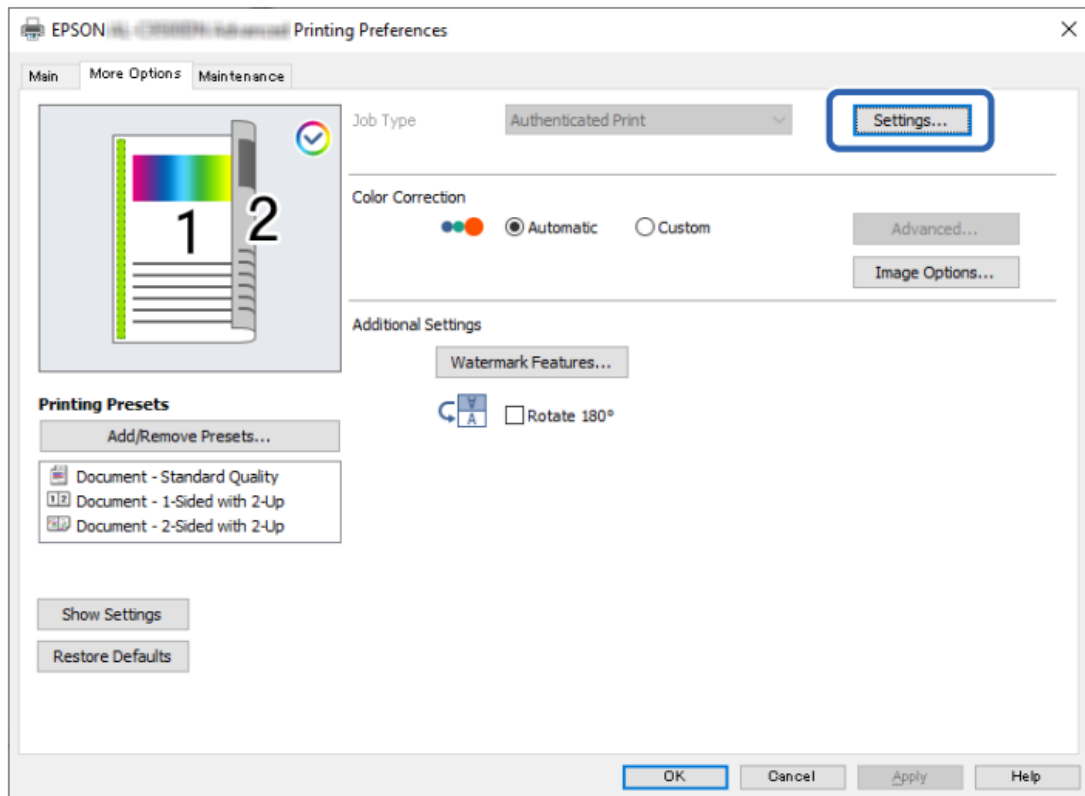 EPSON Printing Preferences
Main More Options Maintenance
Job Type Authenticated Print Settings...
1 2
Color Correction
Automatic Custom Advanced...
Image Options...
Additional Settings
Watermark Features...
A A Rotate 180°
Printing Presets
Add/Remove Presets...
Document - Standard Quality
1 2 Document - 1-Sided with 2-Up
Document - 2-Sided with 2-Up
Show Settings
Restore Defaults
OK Cancel Apply Help